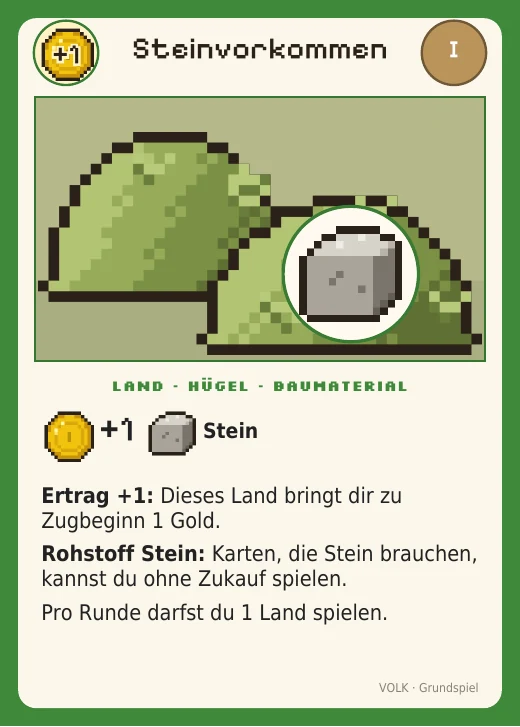 +1 Steinvorkommen I
LAND - HÜGEL - BAUMATERIAL
+1 Stein
Ertrag +1: Dieses Land bringt dir zu
Zugbeginn 1 Gold.
Rohstoff Stein: Karten, die Stein brauchen,
kannst du ohne Zukauf spielen.
Pro Runde darfst du 1 Land spielen.
VOLK · Grundspiel